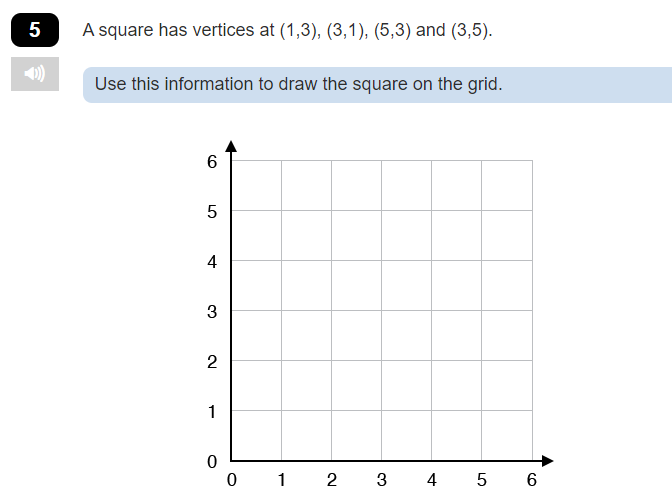 5
A square has vertices at (1,3), (3,1), (5,3) and (3,5).
Use this information to draw the square on the grid.
6
5
4
3
2
1
0
0 1 2 3 4 5 6